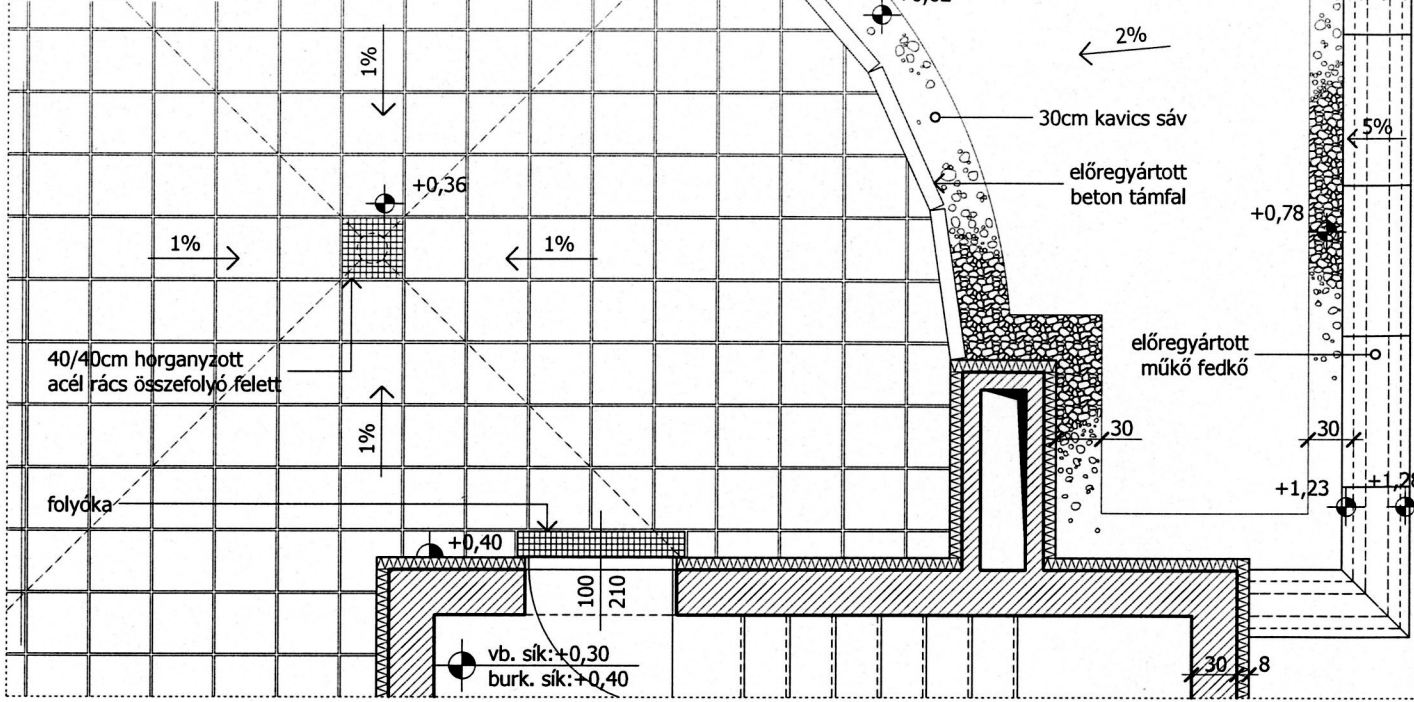 1%
2%
30cm kavics sáv
5%
előregyártott
beton támfal
+0,36
+0,78
1%
1%
40/40cm horganyzott
acél rács összefolyó felett
előregyártott
műkő fedkő
1%
30
30
folyóka
+1,23
+1,28
+0,40
100
210
vb. sík:+0,30
burk. sík:+0,40
30
8